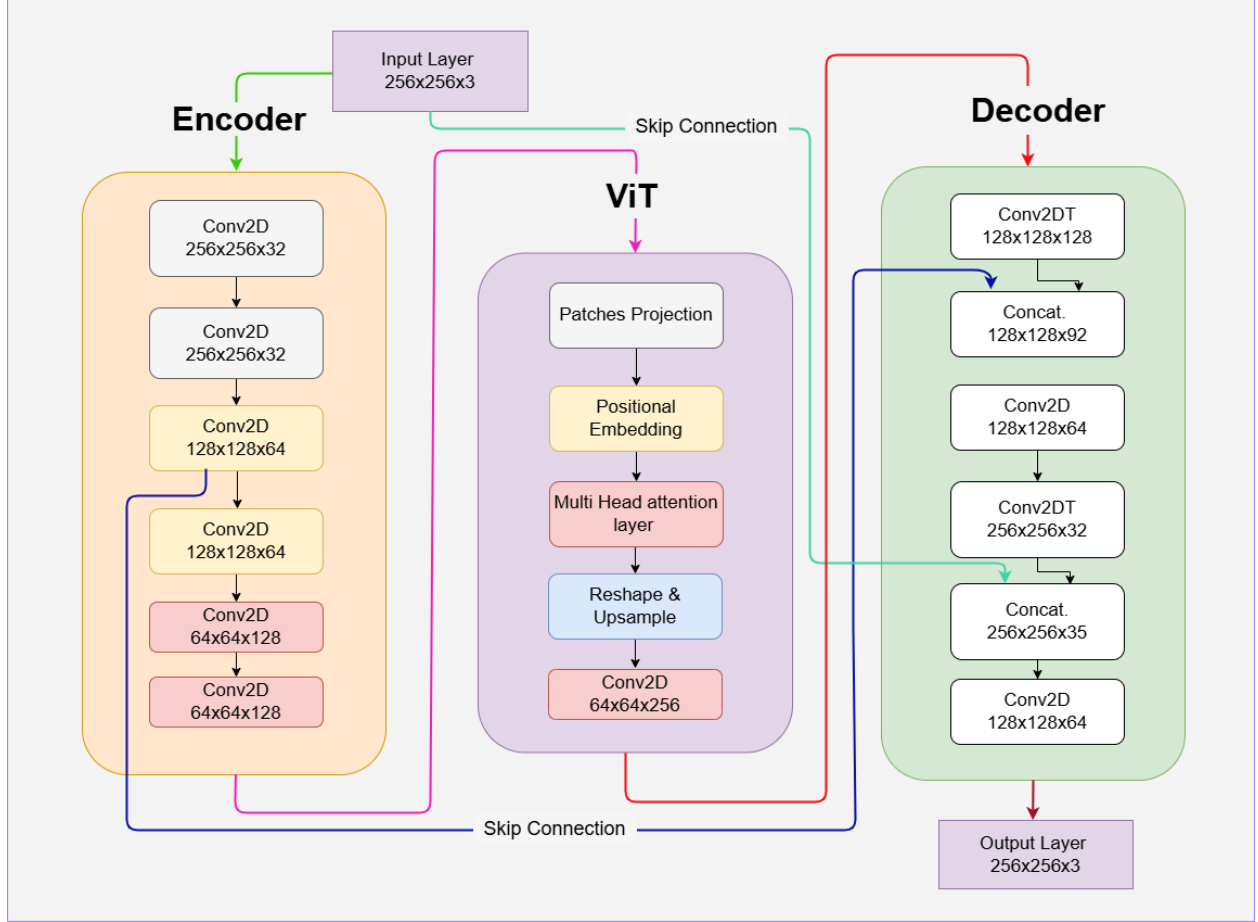 Input Layer
256x256x3
Skip Connection
Encoder
Conv2D
256x256x32
Conv2D
256x256x32
Conv2D
128x128x64
Conv2D
128x128x64
Conv2D
64x64x128
Conv2D
64x64x128
ViT
Patches Projection
Positional
Embedding
Multi Head attention
layer
Reshape &
Upsample
Conv2D
64x64x256
Skip Connection
Decoder
Conv2DT
128x128x128
Concat.
128x128x92
Conv2D
128x128x64
Conv2DT
256x256x32
Concat.
256x256x35
Conv2D
128x128x64
Output Layer
256x256x3